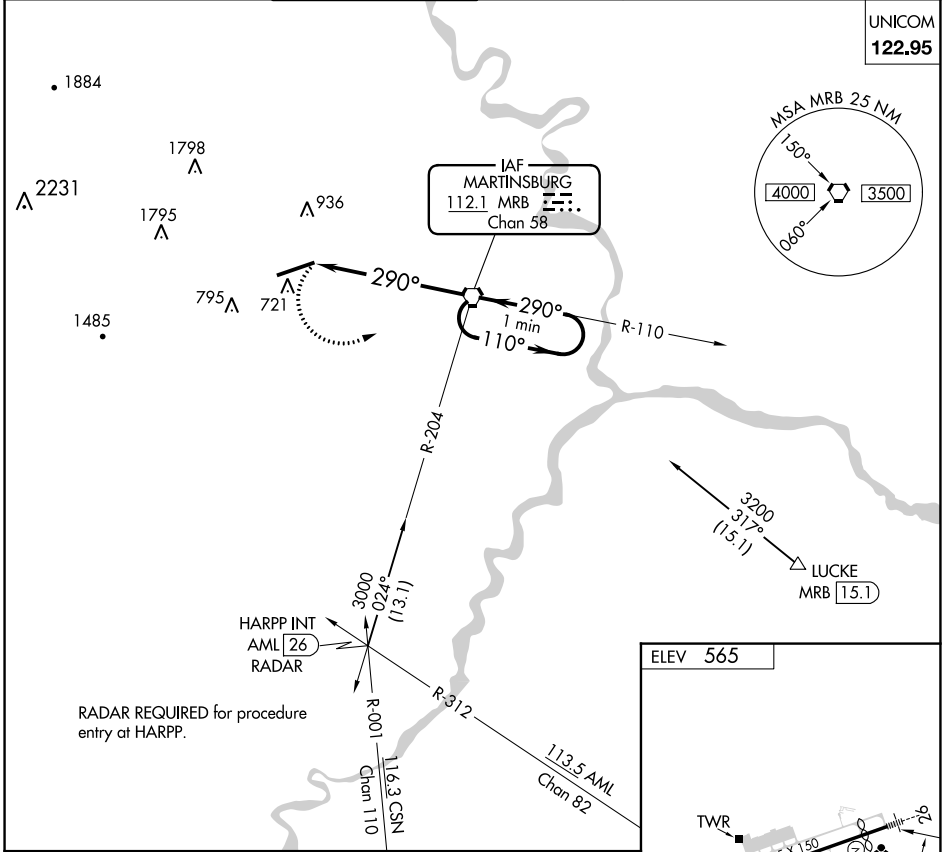 UNICOM
122.95
1884
1798
2231
1795
936
795
721
1485
IAF
MARTINSBURG
112.1 MRB
Chan 58
MSA MRB 25 NM
150°
4000
3500
060°
290°
290°
1 min
110°
R-110
R-204
3000
024°
(13.1)
3200
317°
(15.1)
LUCKE
MRB 15.1
HARPP INT
AML 26
RADAR
RADAR REQUIRED for procedure
entry at HARPP.
R-312
R-001
116.3 CSN
Chan 110
113.5 AML
Chan 82
ELEV 565
TWR
X 150
26